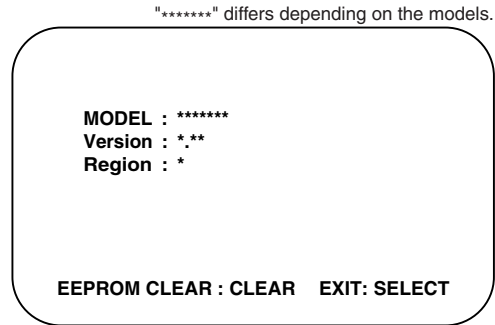 "*******" differs depending on the models.
MODEL : *******
Version : *.**
Region : *
EEPROM CLEAR : CLEAR EXIT: SELECT